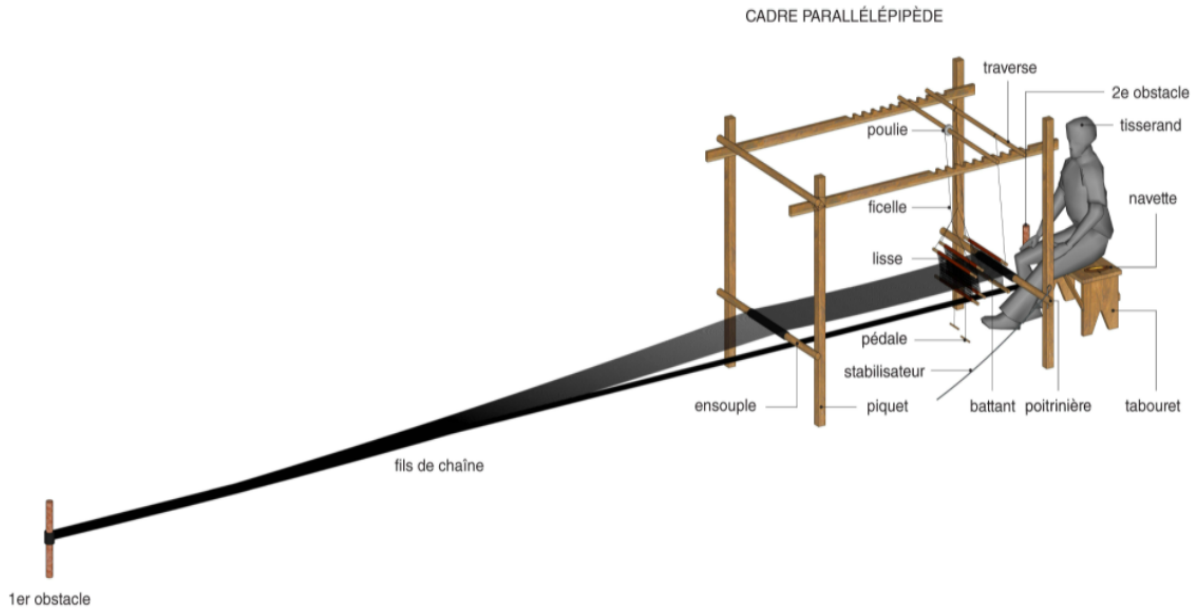 CADRE PARALLÉLÉPIPÈDE
traverse
2e obstacle
poulie
tisserand
navette
ficelle
lisse
pédale
stabilisateur
ensouple
piquet
battant
poitrinière
tabouret
fils de chaîne
1er obstacle